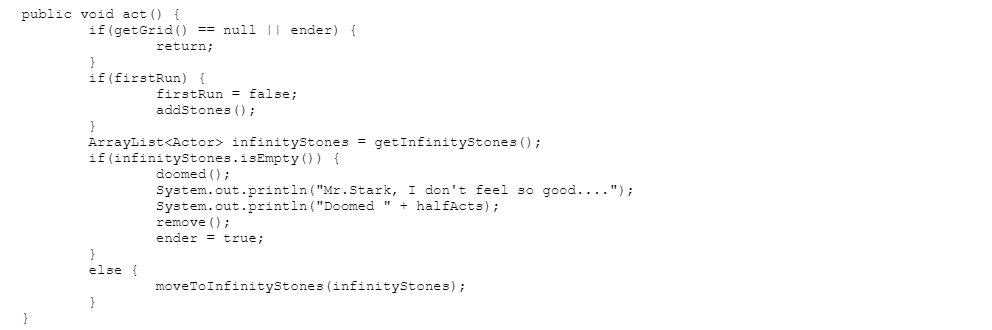 public void act() {
        if(getGrid() == null || ender) {
                return;
        }
        if(firstRun) {
                firstRun = false;
                addStones();
        }
        ArrayList<Actor> infinityStones = getInfinityStones();
        if(infinityStones.isEmpty()) {
                doomed();
                System.out.println("Mr.Stark, I don't feel so good....");
                System.out.println("Doomed " + halfActs);
                remove();
                ender = true;
        }
        else {
                moveToInfinityStones(infinityStones);
        }
}